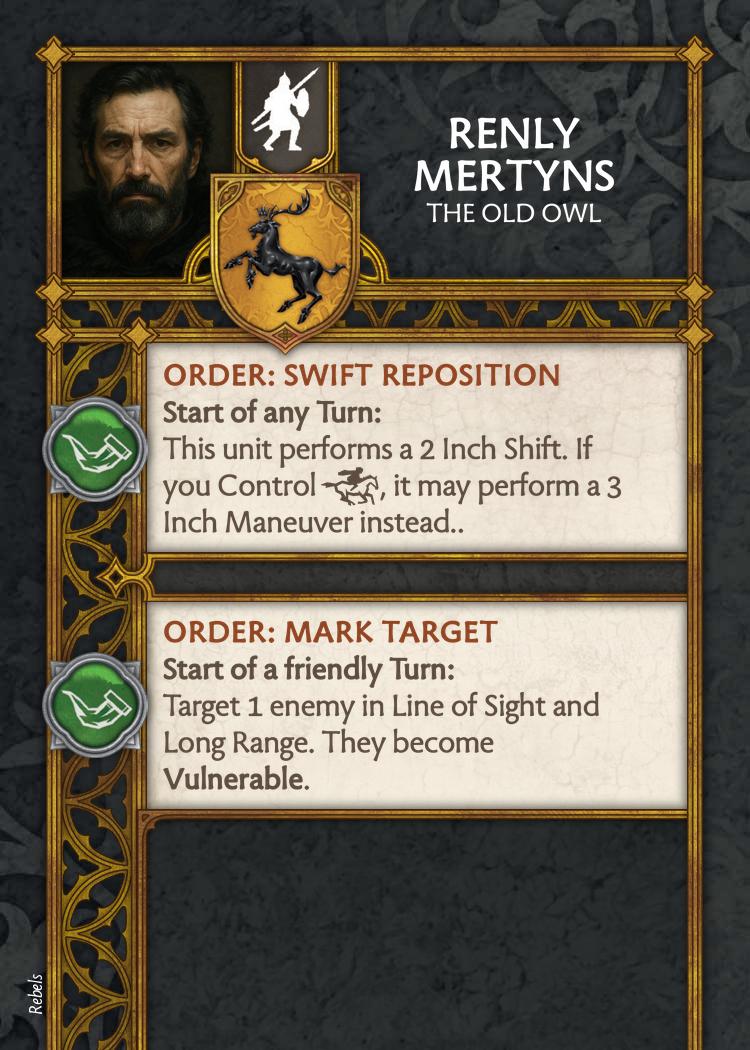 RENLY
MERTYNS
THE OLD OWL
ORDER: SWIFT REPOSITION
Start of any Turn:
This unit performs a 2 Inch Shift. If
you Control , it may perform a 3
Inch Maneuver instead..
ORDER: MARK TARGET
Start of a friendly Turn:
Target 1 enemy in Line of Sight and
Long Range. They become
Vulnerable.
Rebels